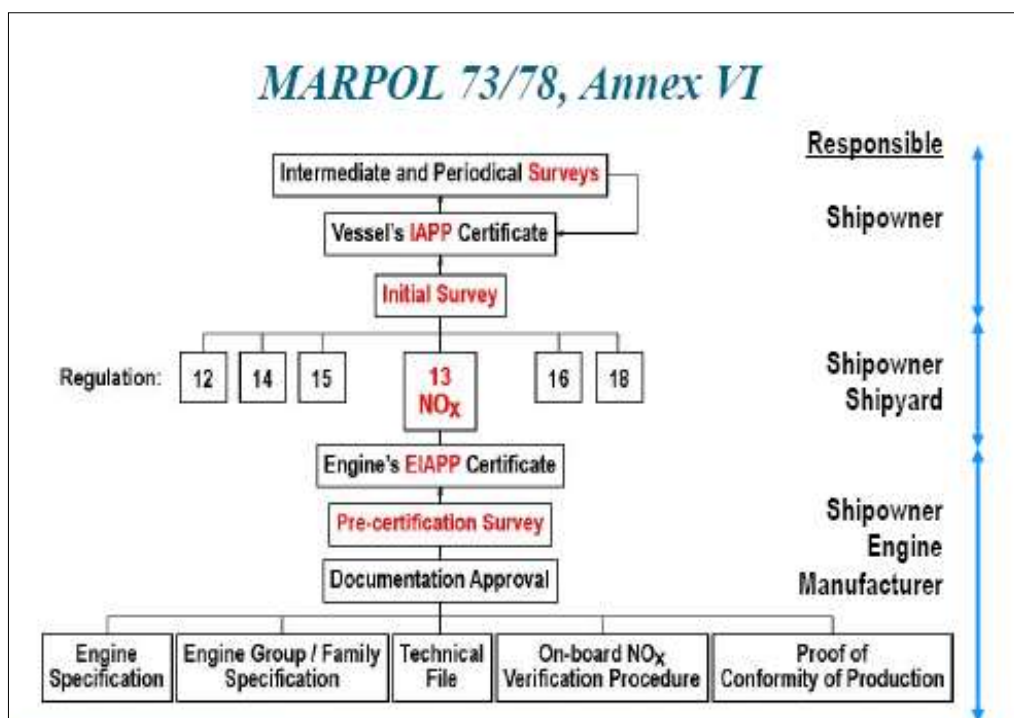 MARPOL 73/78, Annex VI
Responsible
Intermediate and Periodical Surveys
Vessel's IAPP Certificate
Shipowner
Initial Survey
Regulation:
12
14
15
13
NOx
16
18
Shipowner
Shipyard
Engine's EIAPP Certificate
Pre-certification Survey
Documentation Approval
Shipowner
Engine
Manufacturer
Engine
Specification
Engine Group / Family
Specification
Technical
File
On-board NOx
Verification Procedure
Proof of
Conformity of Production